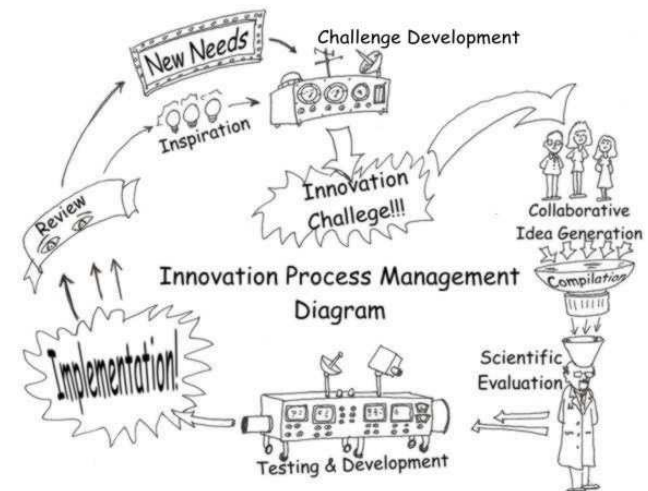 New Needs
Challenge Development
Inspiration
Innovation
Challege!!!
Collaborative
Idea Generation
Compilation
Review
Innovation Process Management
Diagram
Scientific
Evaluation
Implementation!
Testing & Development